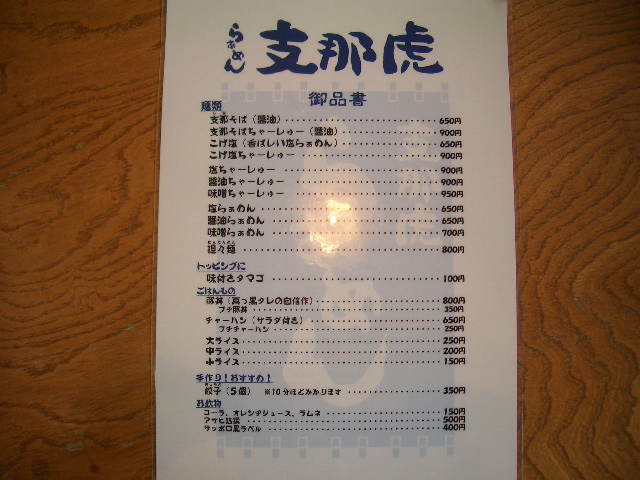 らぁめん 支那虎
御品書
麺類
支那そば（醤油） 650円
支那そばちゃーしゅー（醤油） 900円
こげ塩（香ばしい塩らぁめん） 650円
こげ塩ちゃーしゅー 900円
塩ちゃーしゅー 900円
醤油ちゃーしゅー 900円
味噌ちゃーしゅー 950円
塩らぁめん 650円
醤油らぁめん 650円
味噌らぁめん 700円
坦々麺 800円
トッピングに
味付きタマゴ 100円
ごはんもの
豚丼（真っ黒タレの自信作） 800円
プチ豚丼 350円
チャーハン（サラダ付き） 650円
プチチャーハン 250円
大ライス 250円
中ライス 200円
小ライス 150円
手作り！おすすめ！
餃子（5個） ※10分ほどかかります 350円
お飲物
コーラ、オレンジジュース、ラムネ 150円
アサヒ 500円
サッポロ黒ラベル 400円